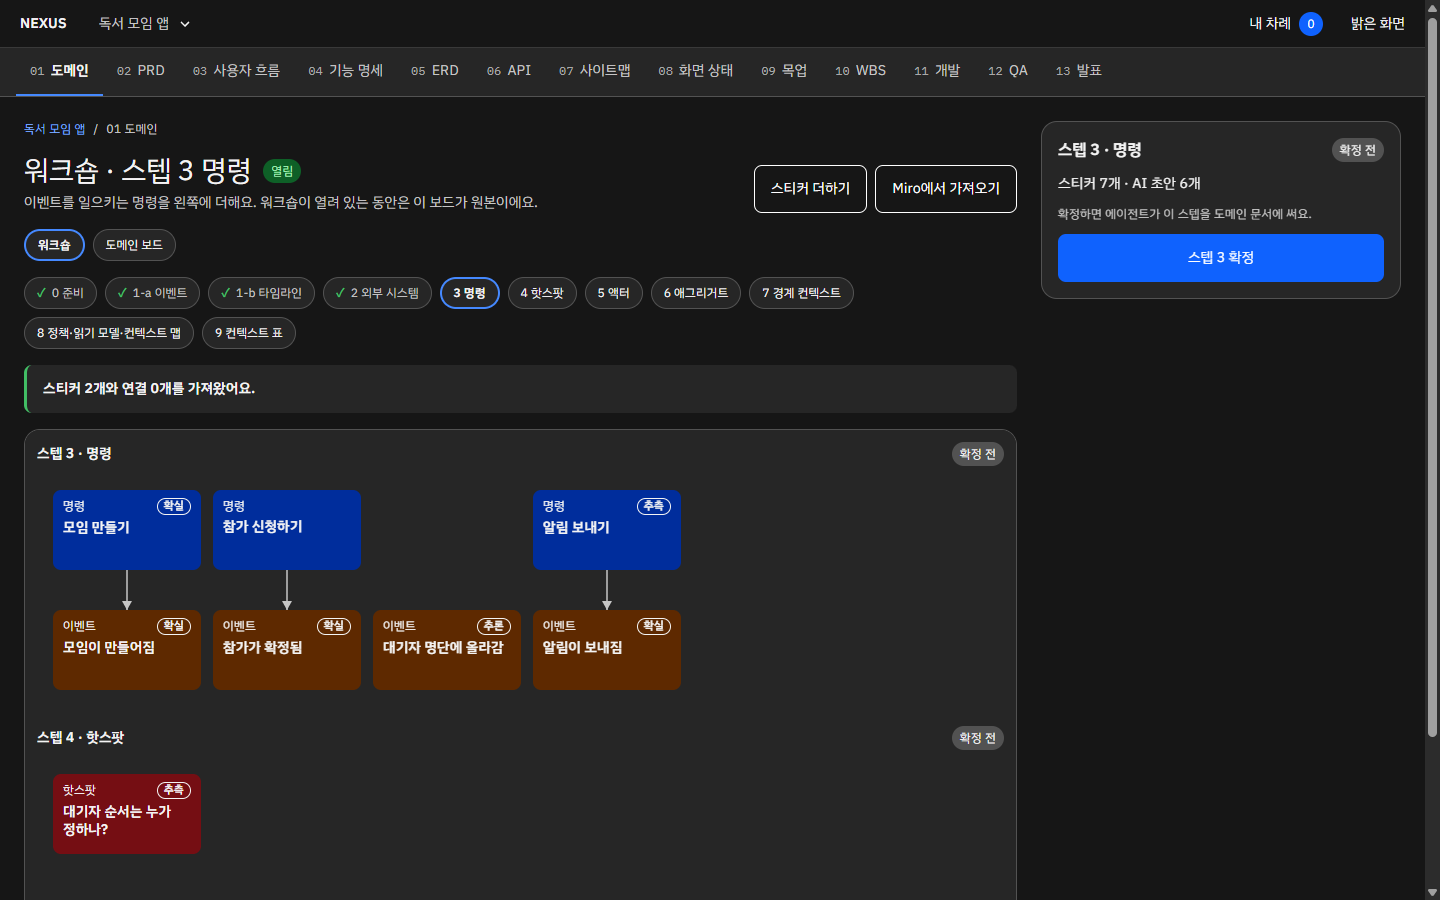 NEXUS 독서 모임 앱 내 차례 0 밝은 화면
01 도메인 02 PRD 03 사용자 흐름 04 기능 명세 05 ERD 06 API 07 사이트맵 08 화면 상태 09 목업 10 WBS 11 개발 12 QA 13 발표
독서 모임 앱 / 01 도메인
워크숍 · 스텝 3 명령 열림
이벤트를 일으키는 명령을 왼쪽에 더해요. 워크숍이 열려 있는 동안은 이 보드가 원본이에요.
스티커 더하기 Miro에서 가져오기
워크숍 도메인 보드
✓ 0 준비 ✓ 1-a 이벤트 ✓ 1-b 타임라인 ✓ 2 외부 시스템 3 명령 4 핫스팟 5 액터 6 애그리거트 7 경계 컨텍스트
8 정책·읽기 모델·컨텍스트 맵 9 컨텍스트 표
스티커 2개와 연결 0개를 가져왔어요.
스텝 3 · 명령 확정 전
명령 확실
모임 만들기
명령
참가 신청하기
명령 추측
알림 보내기
이벤트 확실
모임이 만들어짐
이벤트 확실
참가가 확정됨
이벤트 추론
대기자 명단에 올라감
이벤트 확실
알림이 보내짐
스텝 4 · 핫스팟 확정 전
핫스팟 추측
대기자 순서는 누가
정하나?
스텝 3 · 명령 확정 전
스티커 7개 · AI 초안 6개
확정하면 에이전트가 이 스텝을 도메인 문서에 써요.
스텝 3 확정